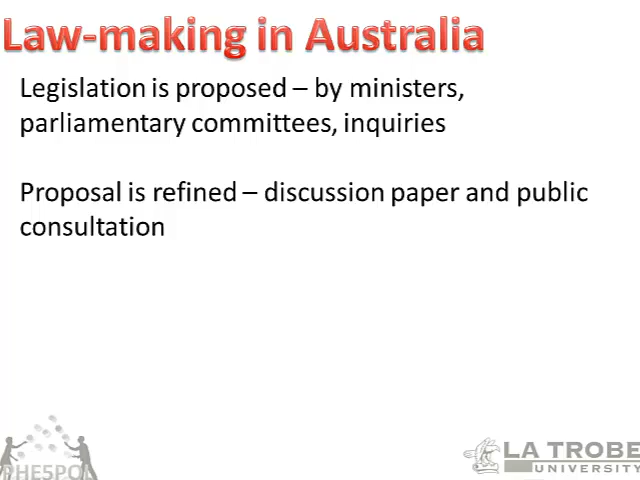 Law-making in Australia
Legislation is proposed – by ministers,
parliamentary committees, inquiries
Proposal is refined – discussion paper and public
consultation
PHE5POL
LA TROBE
UNIVERSITY